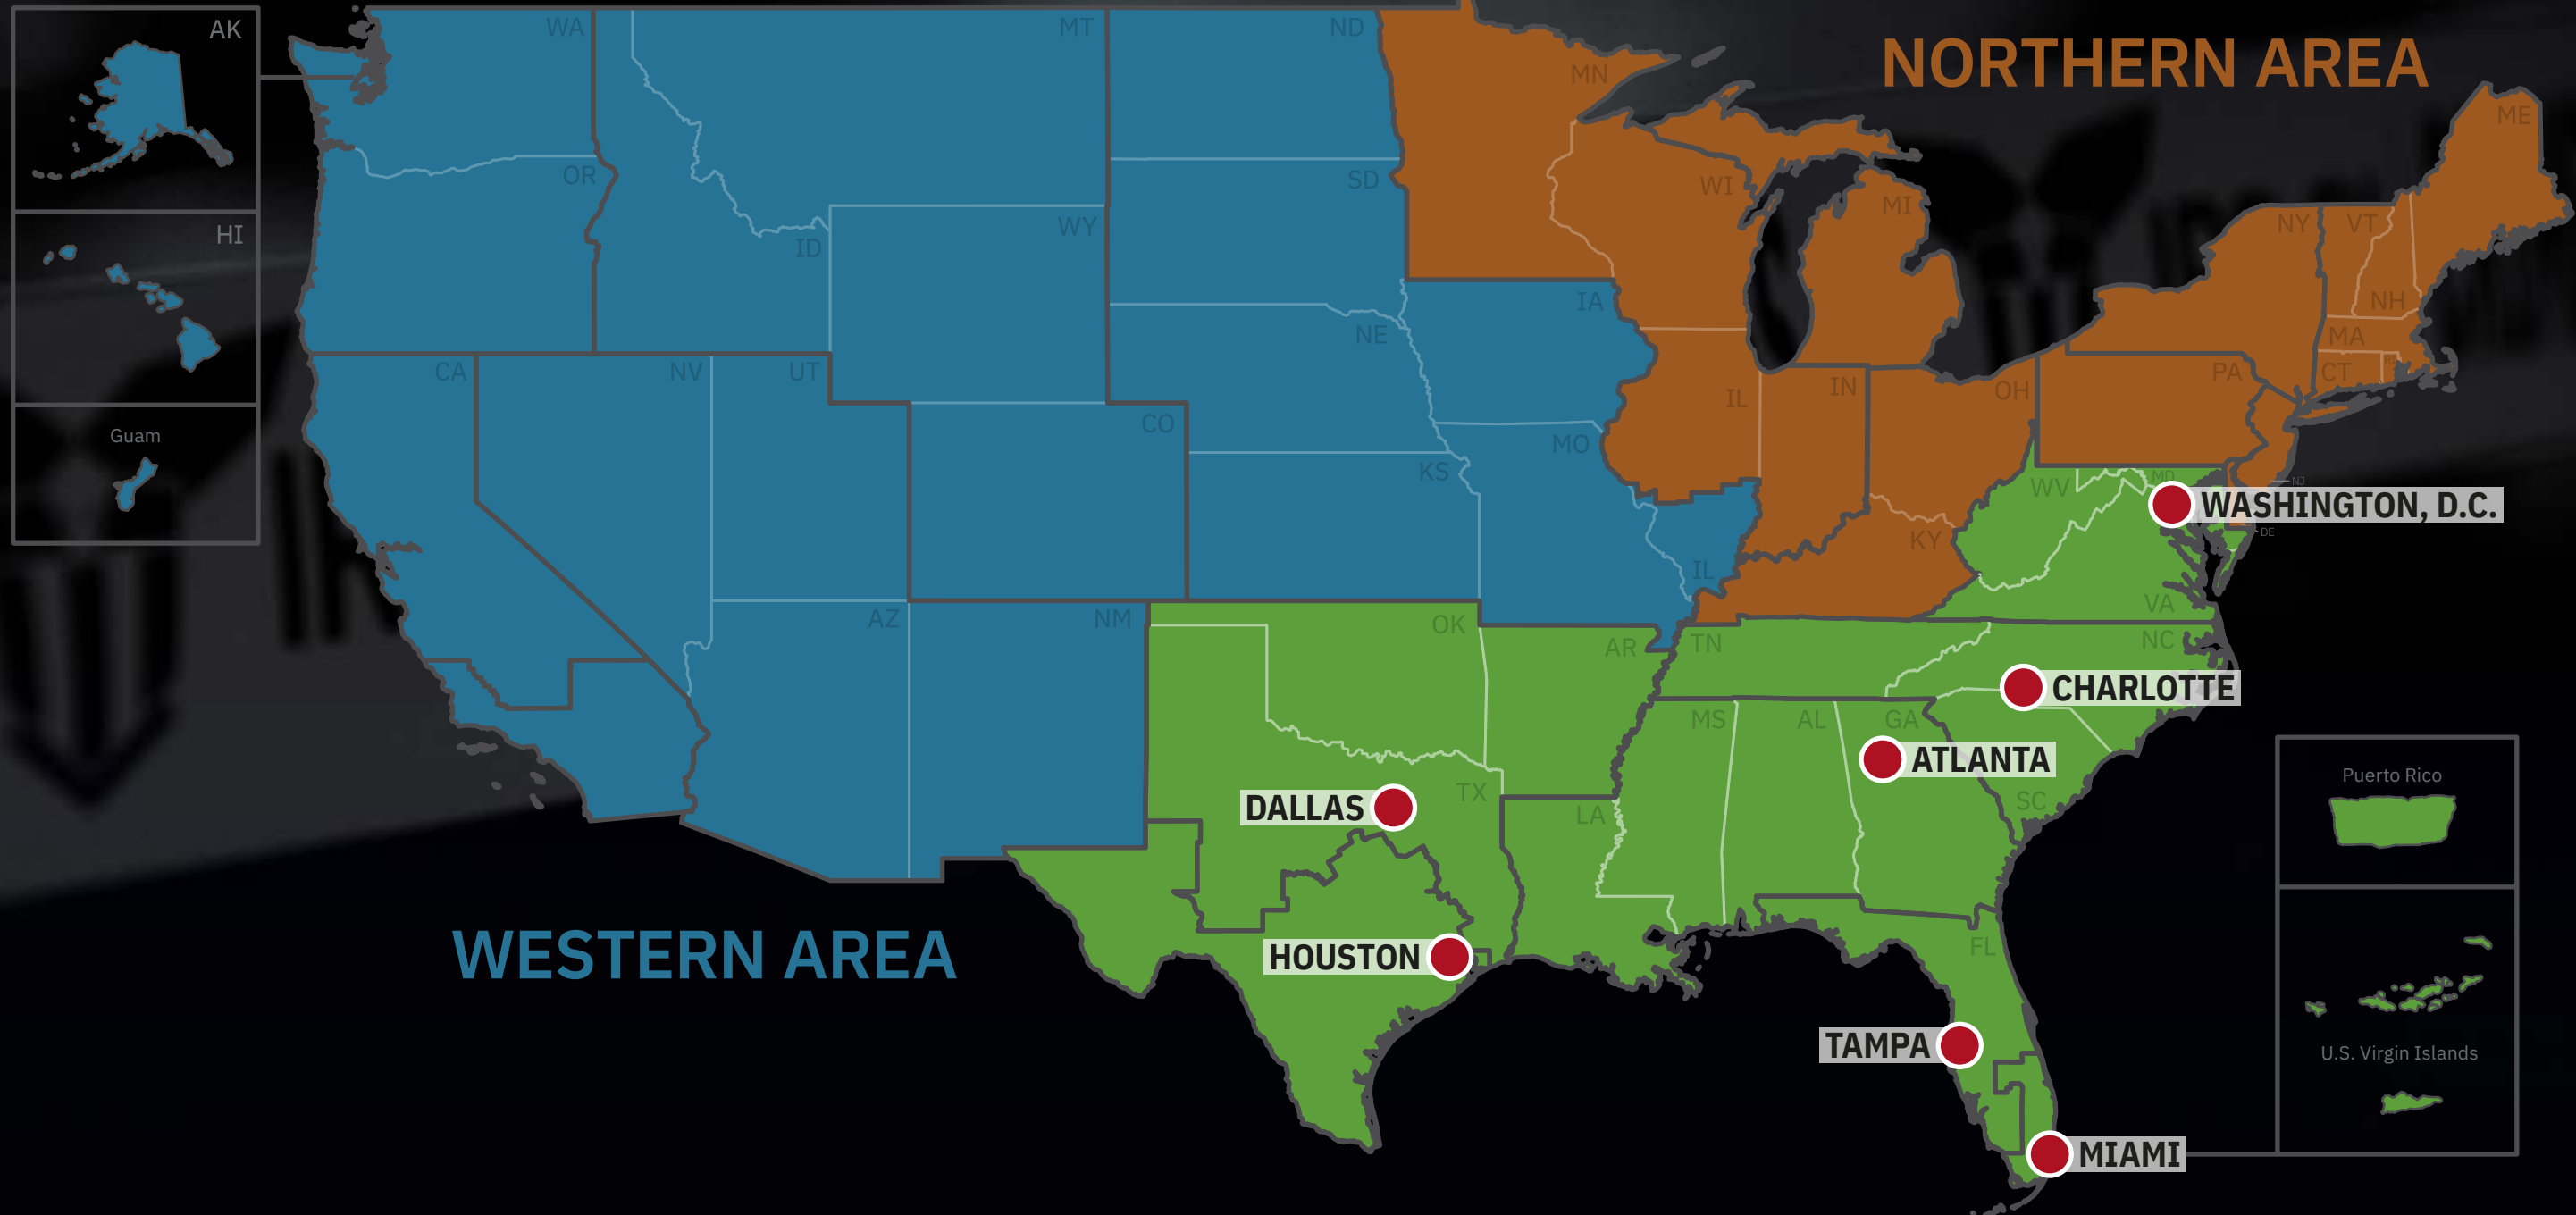 AK
WA
MT
ND
MN
NORTHERN AREA
ME
OR
SD
WI
MI
HI
ID
WY
NY
VT
IA
NH
NE
MA
CA
NV
UT
IL
IN
OH
PA
CT
CO
MO
Guam
KS
WV
MD
NJ
WASHINGTON, D.C.
DE
KY
IL
VA
AZ
NM
OK
AR
TN
NC
CHARLOTTE
MS
AL
GA
ATLANTA
DALLAS
TX
LA
SC
Puerto Rico
WESTERN AREA
HOUSTON
FL
TAMPA
U.S. Virgin Islands
MIAMI